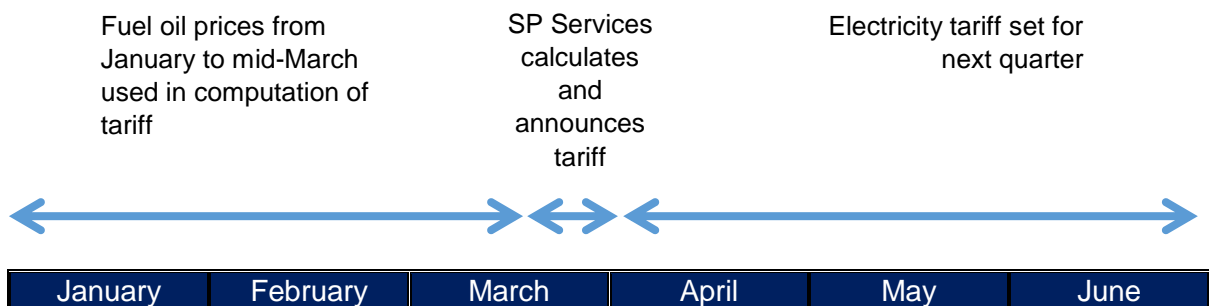 Fuel oil prices from
January to mid-March
used in computation of
tariff
SP Services
calculates
and
announces
tariff
Electricity tariff set for
next quarter
January February March April May June